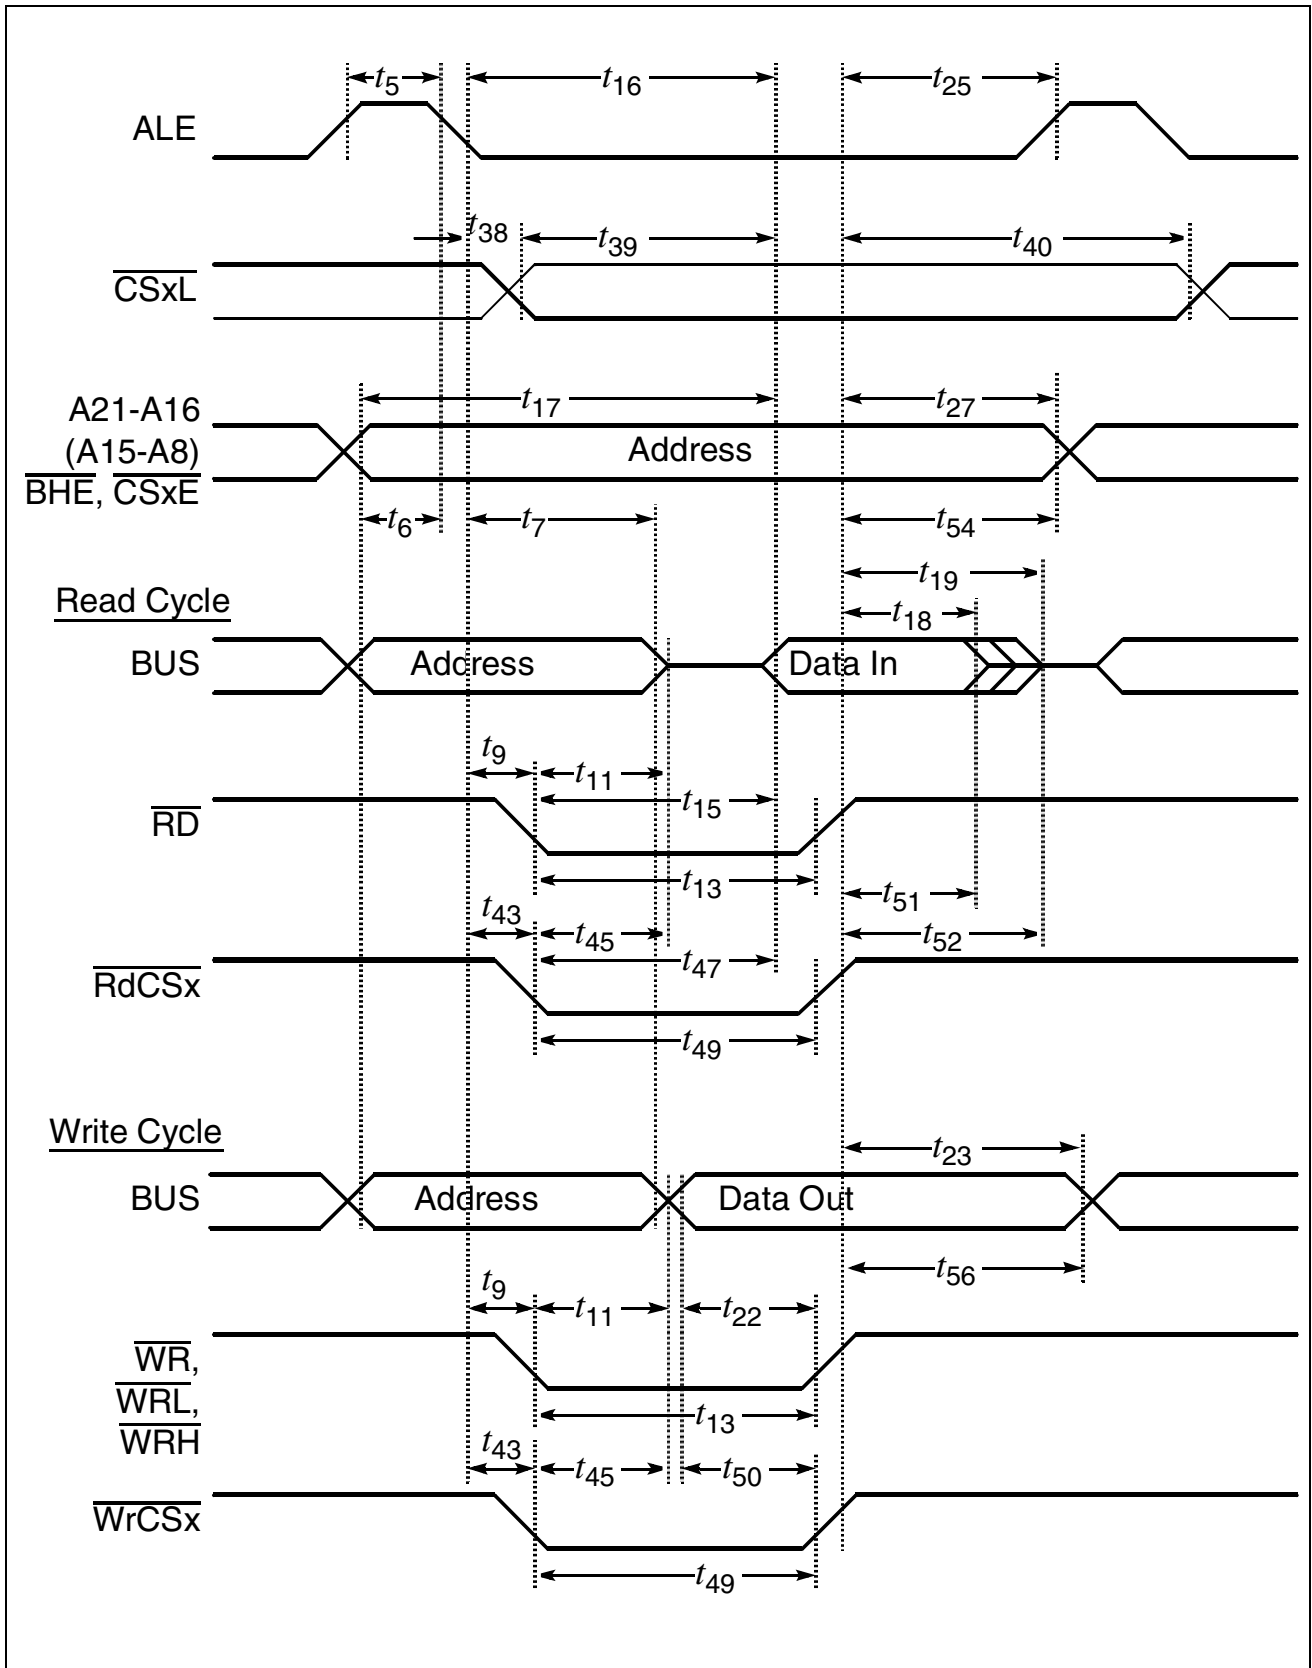 t5 t16 t25
ALE
t38 t39 t40
CSxL
t17 t27
A21-A16
(A15-A8)
BHE, CSxE
Address
t6 t7 t54
t19
Read Cycle
t18
BUS Address Data In
t9 t11
t15
RD
t13 t51
t43 t45 t52
t47
RdCSx
t49
Write Cycle
t23
BUS Address Data Out
t56
t9 t11 t22
WR,
WRL,
t13
WRH
t43 t45 t50
WrCSx
t49